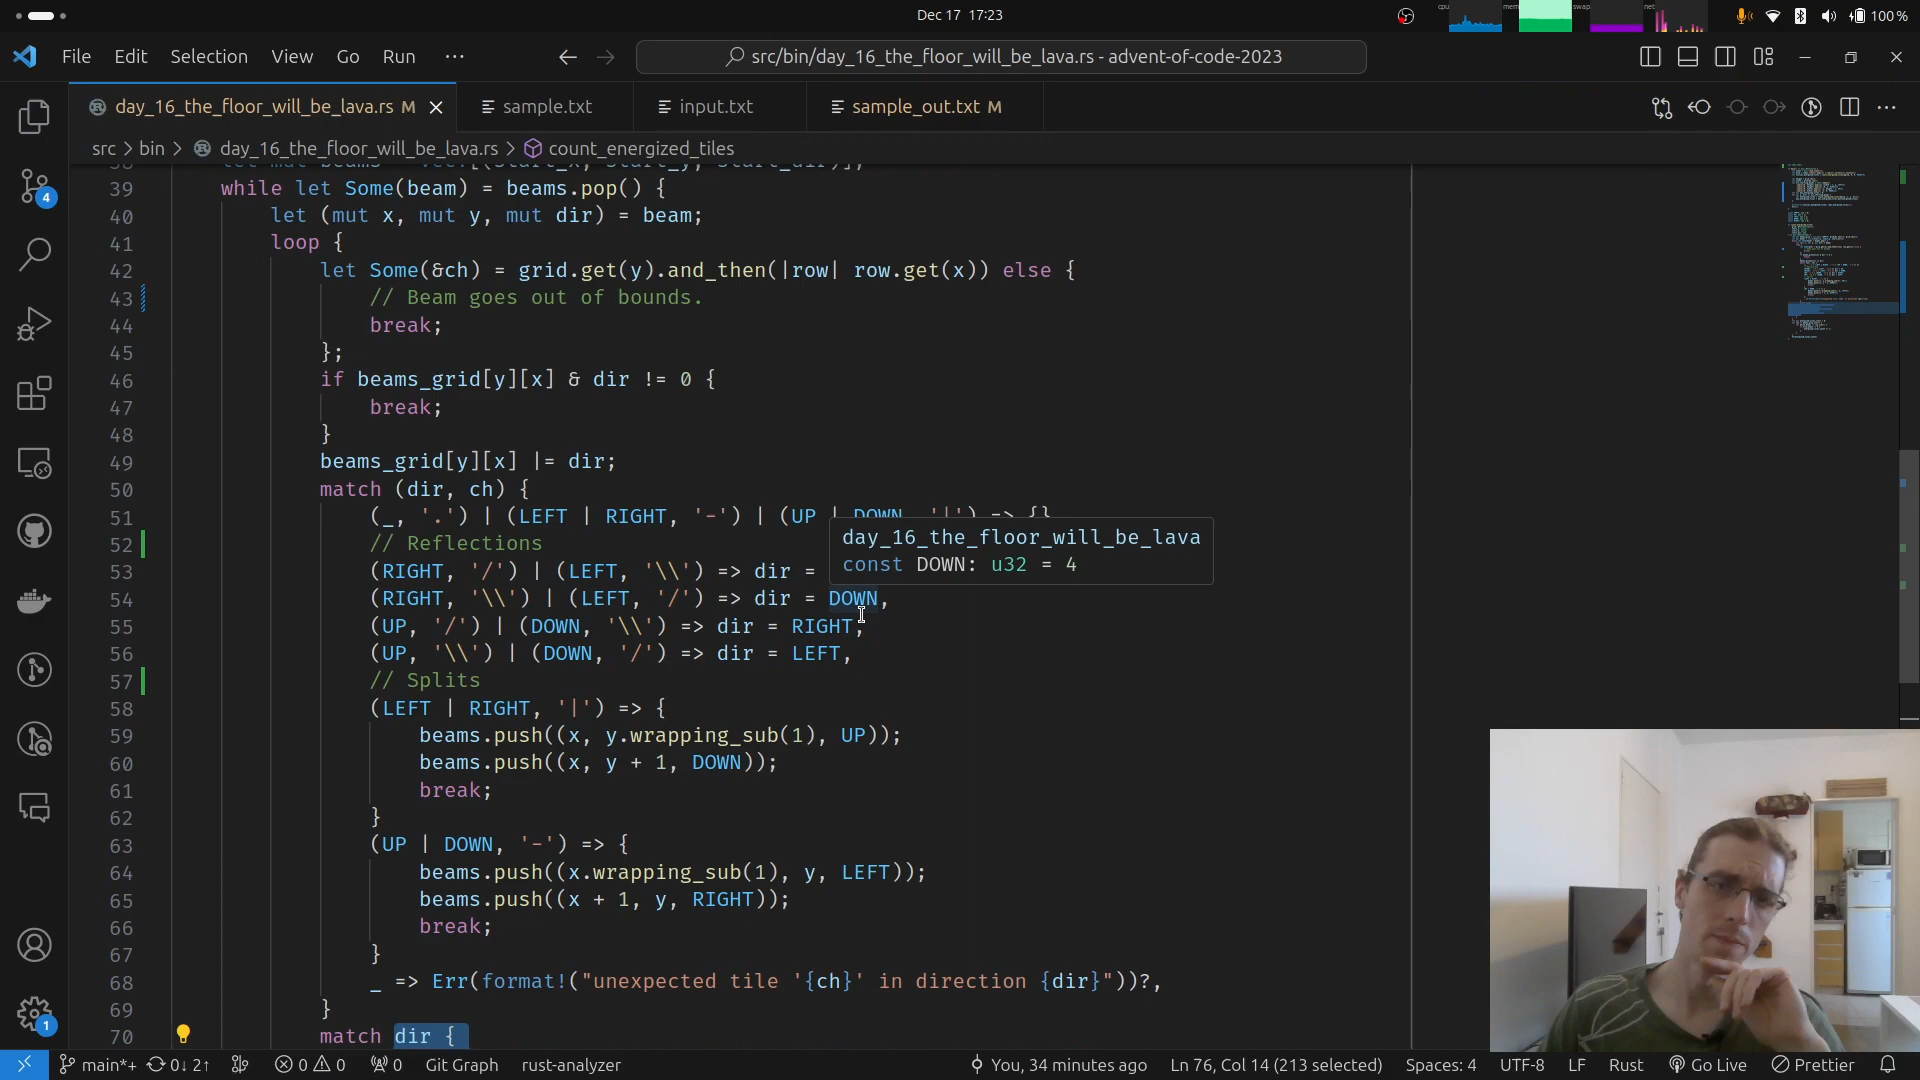 Dec 17 17:23
cpu mem swap net 100 %
File Edit Selection View Go Run ···
src/bin/day_16_the_floor_will_be_lava.rs - advent-of-code-2023
day_16_the_floor_will_be_lava.rs M sample.txt input.txt sample_out.txt M
src > bin > day_16_the_floor_will_be_lava.rs > count_energized_tiles
39 while let Some(beam) = beams.pop() {
40 let (mut x, mut y, mut dir) = beam;
41 loop {
42 let Some(&ch) = grid.get(y).and_then(|row| row.get(x)) else {
43 // Beam goes out of bounds.
44 break;
45 };
46 if beams_grid[y][x] & dir != 0 {
47 break;
48 }
49 beams_grid[y][x] |= dir;
50 match (dir, ch) {
51 (_, '.') | (LEFT | RIGHT, '-') | (UP | DOWN, '|') => {}
day_16_the_floor_will_be_lava
const DOWN: u32 = 4
52 // Reflections
53 (RIGHT, '/') | (LEFT, '\\') => dir =
54 (RIGHT, '\\') | (LEFT, '/') => dir = DOWN,
55 (UP, '/') | (DOWN, '\\') => dir = RIGHT,
56 (UP, '\\') | (DOWN, '/') => dir = LEFT,
57 // Splits
58 (LEFT | RIGHT, '|') => {
59 beams.push((x, y.wrapping_sub(1), UP));
60 beams.push((x, y + 1, DOWN));
61 break;
62 }
63 (UP | DOWN, '-') => {
64 beams.push((x.wrapping_sub(1), y, LEFT));
65 beams.push((x + 1, y, RIGHT));
66 break;
67 }
68 _ => Err(format!("unexpected tile '{ch}' in direction {dir}"))?,
69 }
70 match dir {
4
1
main*+ 0↓ 2↑ 0 0 0 Git Graph rust-analyzer You, 34 minutes ago Ln 76, Col 14 (213 selected) Spaces: 4 UTF-8 LF Rust Go Live Prettier